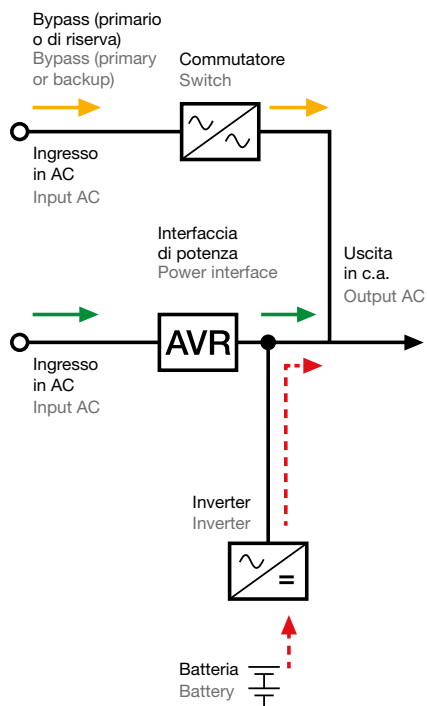 Bypass (primario
o di riserva)
Bypass (primary
or backup)
Commutatore
Switch
Ingresso
in AC
Input AC
Interfaccia
di potenza
Power interface
Uscita
in c.a.
Output AC
AVR
Ingresso
in AC
Input AC
Inverter
Inverter
Batteria
Battery